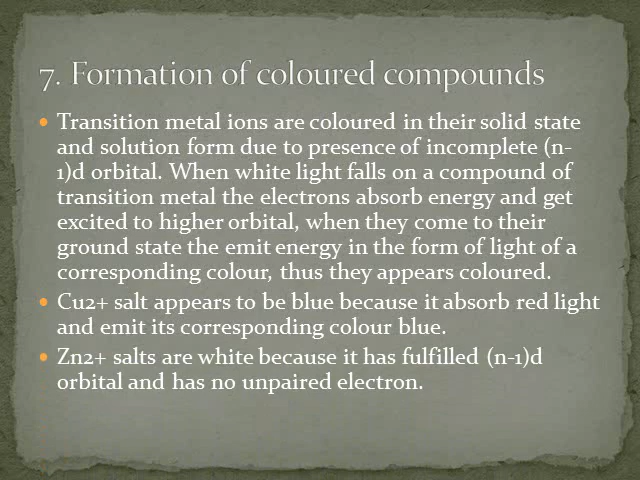 7. Formation of coloured compounds
• Transition metal ions are coloured in their solid state
and solution form due to presence of incomplete (n-
1)d orbital. When white light falls on a compound of
transition metal the electrons absorb energy and get
excited to higher orbital, when they come to their
ground state the emit energy in the form of light of a
corresponding colour, thus they appears coloured.
• Cu2+ salt appears to be blue because it absorb red light
and emit its corresponding colour blue.
• Zn2+ salts are white because it has fulfilled (n-1)d
orbital and has no unpaired electron.